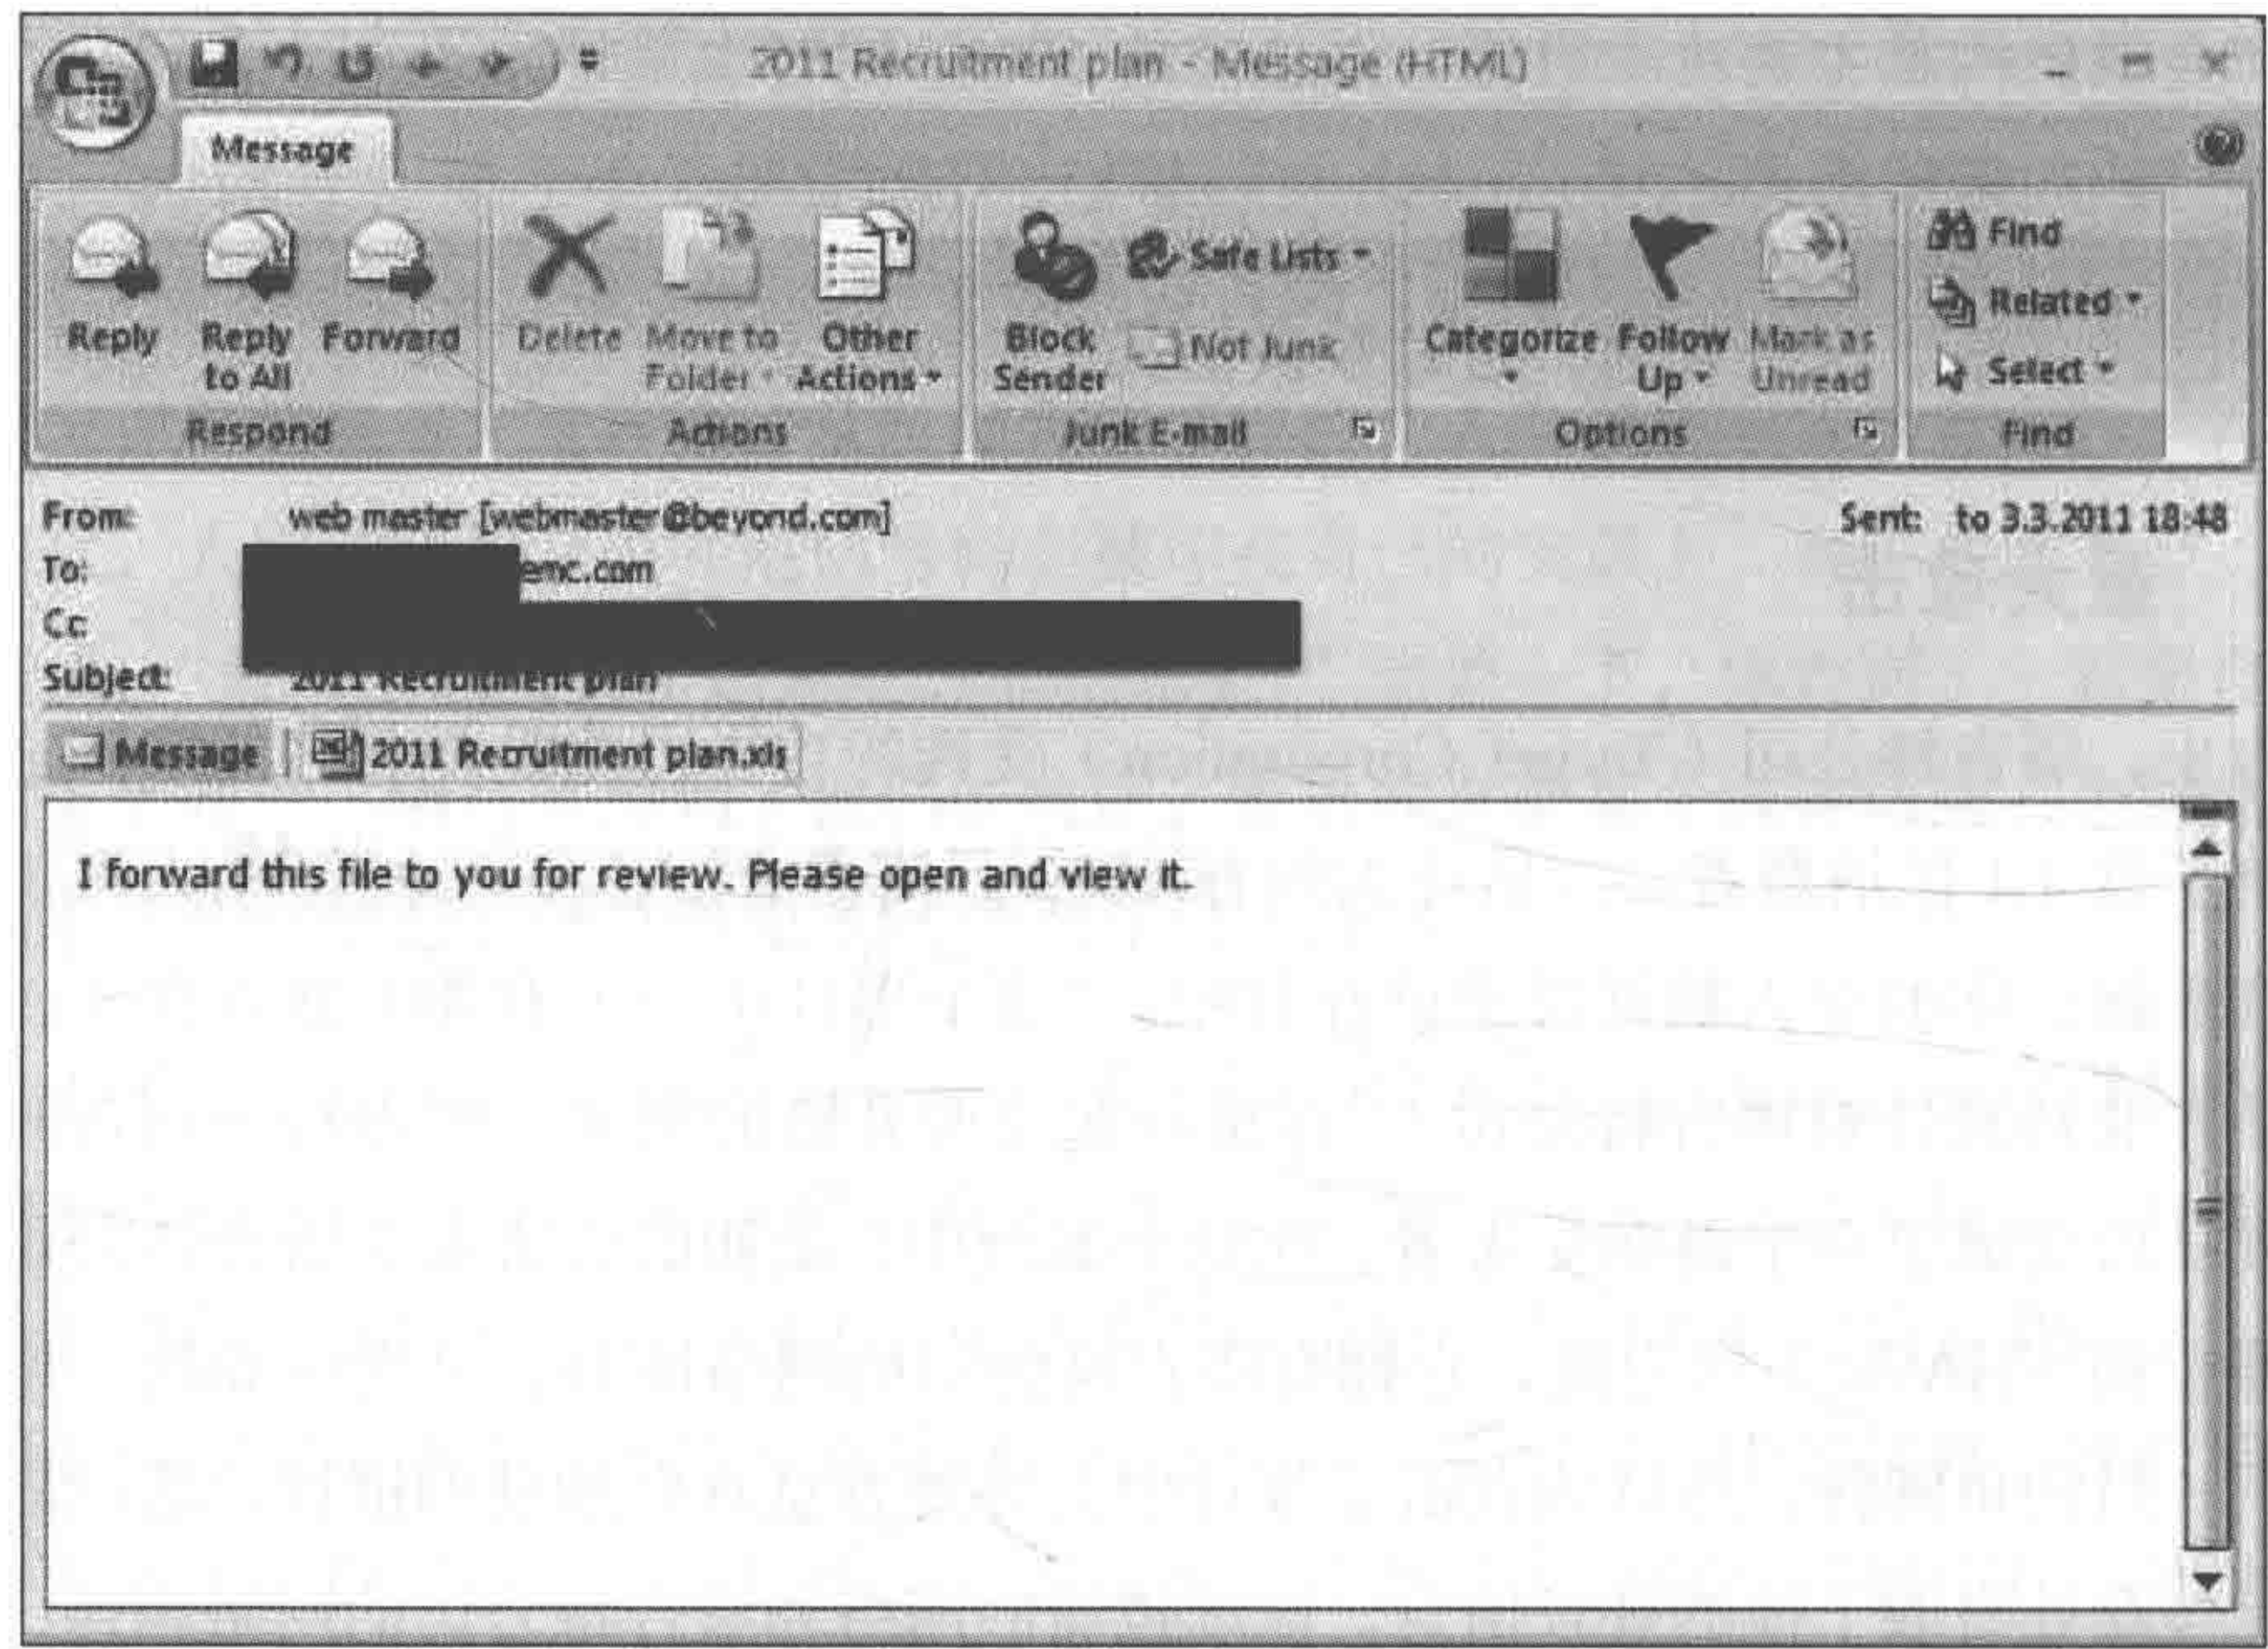 2011 Recruitment plan - Message (HTML)
Message
Reply
Reply to All
Forward
Respond
Delete
Move to Folder
Other Actions
Actions
Block Sender
Safe Lists
Not Junk
Junk E-mail
Categorize
Follow Up
Mark as Unread
Options
Find
Related
Select
Find
From: web master [webmaster@beyond.com]
Sent: to 3.3.2011 18:48
To: emc.com
Cc:
Subject: 2011 Recruitment plan
Message
2011 Recruitment plan.xls
I forward this file to you for review. Please open and view it.